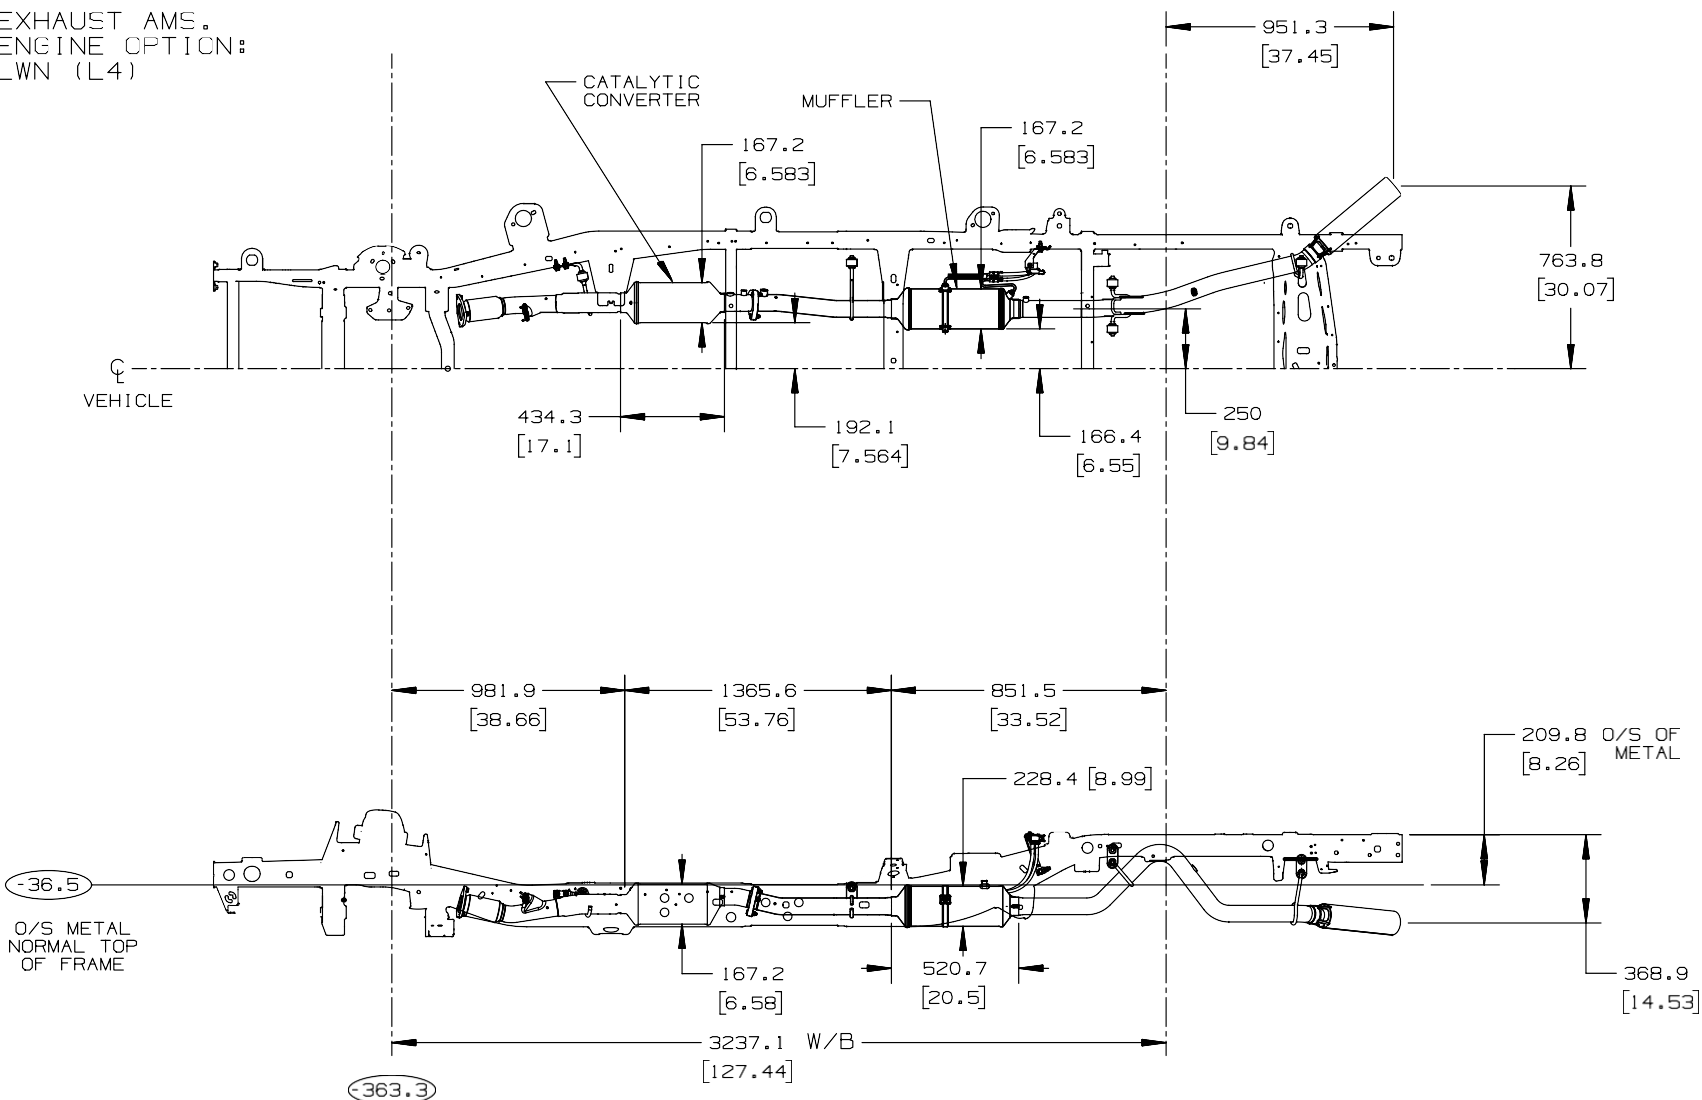 EXHAUST AMS.
ENGINE OPTION:
LWN (L4)
951.3
[37.45]
CATALYTIC
CONVERTER
MUFFLER
167.2
[6.583]
167.2
[6.583]
763.8
[30.07]
℄
VEHICLE
434.3
[17.1]
192.1
[7.564]
166.4
[6.55]
250
[9.84]
981.9
[38.66]
1365.6
[53.76]
851.5
[33.52]
209.8 O/S OF
METAL
[8.26]
228.4 [8.99]
-36.5
O/S METAL
NORMAL TOP
OF FRAME
167.2
[6.58]
520.7
[20.5]
368.9
[14.53]
3237.1 W/B
[127.44]
-363.3